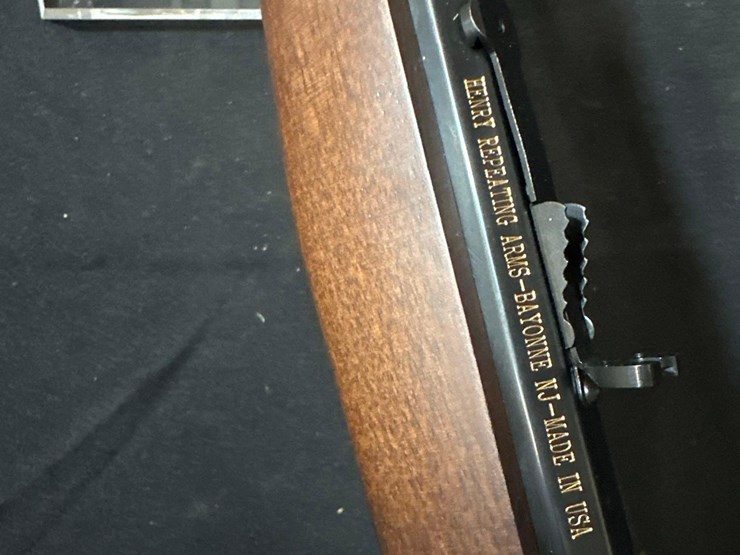 HENRY REPEATING ARMS-BAYONNE NJ-MADE IN USA